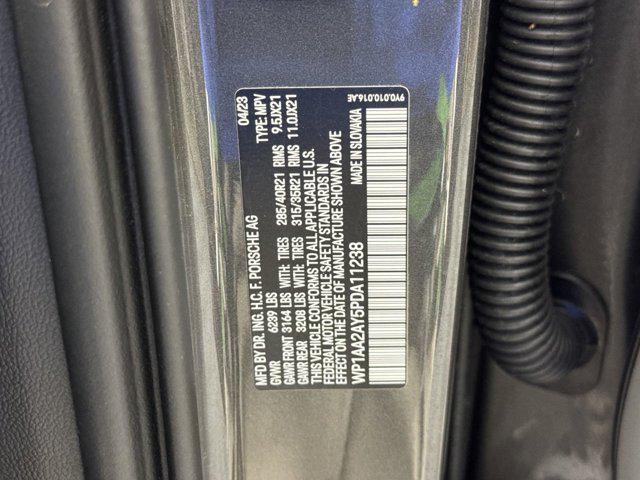 MFD BY DR. ING. H.C. F. PORSCHE AG 04/23
GVWR 6239 LBS TYPE: MPV
GAWR FRONT 3164 LBS WITH: TIRES 285/40R21 RIMS 9.5JX21
GAWR REAR 3208 LBS WITH: TIRES 315/35R21 RIMS 11.0JX21
THIS VEHICLE CONFORMS TO ALL APPLICABLE U.S.
FEDERAL MOTOR VEHICLE SAFETY STANDARDS IN
EFFECT ON THE DATE OF MANUFACTURE SHOWN ABOVE
WP1AA2AY5PDA11238 MADE IN SLOVAKIA
9Y0.010.016.AE